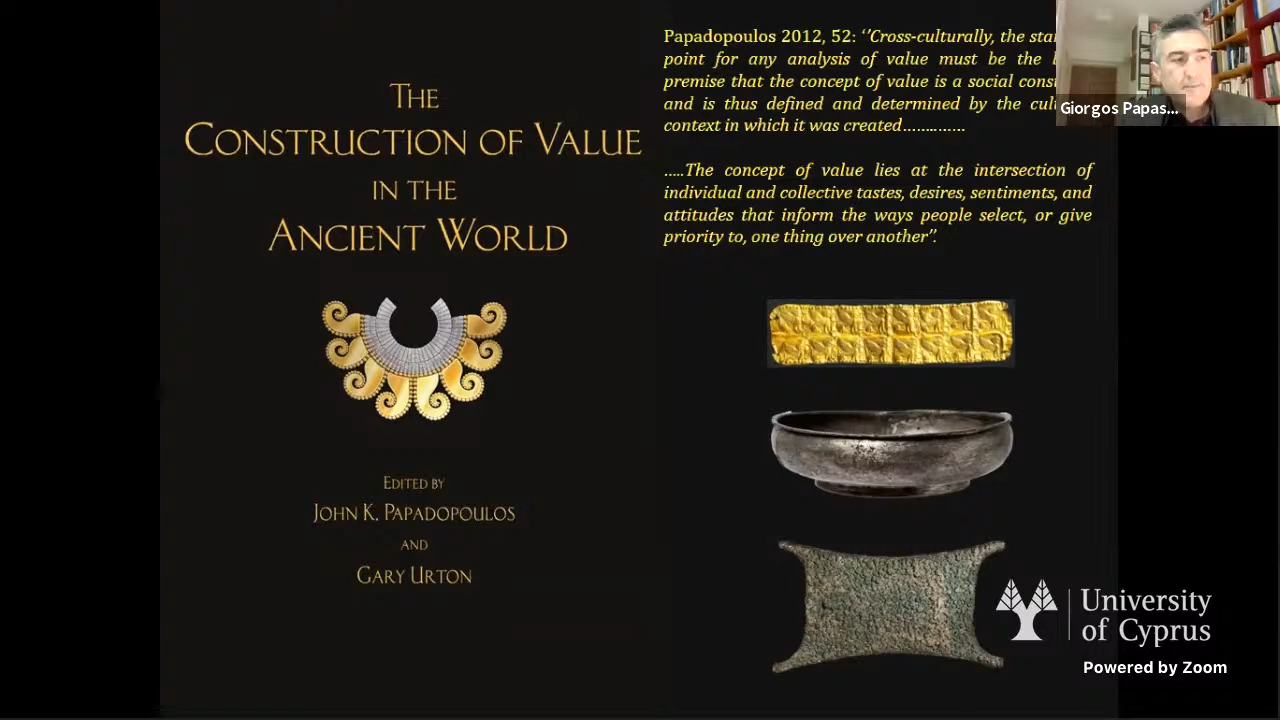 THE
CONSTRUCTION OF VALUE
IN THE
ANCIENT WORLD
EDITED BY
JOHN K. PAPADOPOULOS
AND
GARY URTON
Papadopoulos 2012, 52: ‘’Cross-culturally, the
point for any analysis of value must be the
premise that the concept of value is a social
and is thus defined and determined by the
context in which it was created…………..
…..The concept of value lies at the intersection of
individual and collective tastes, desires, sentiments, and
attitudes that inform the ways people select, or give
priority to, one thing over another’’.
Giorgos Papas...
University
of Cyprus
Powered by Zoom